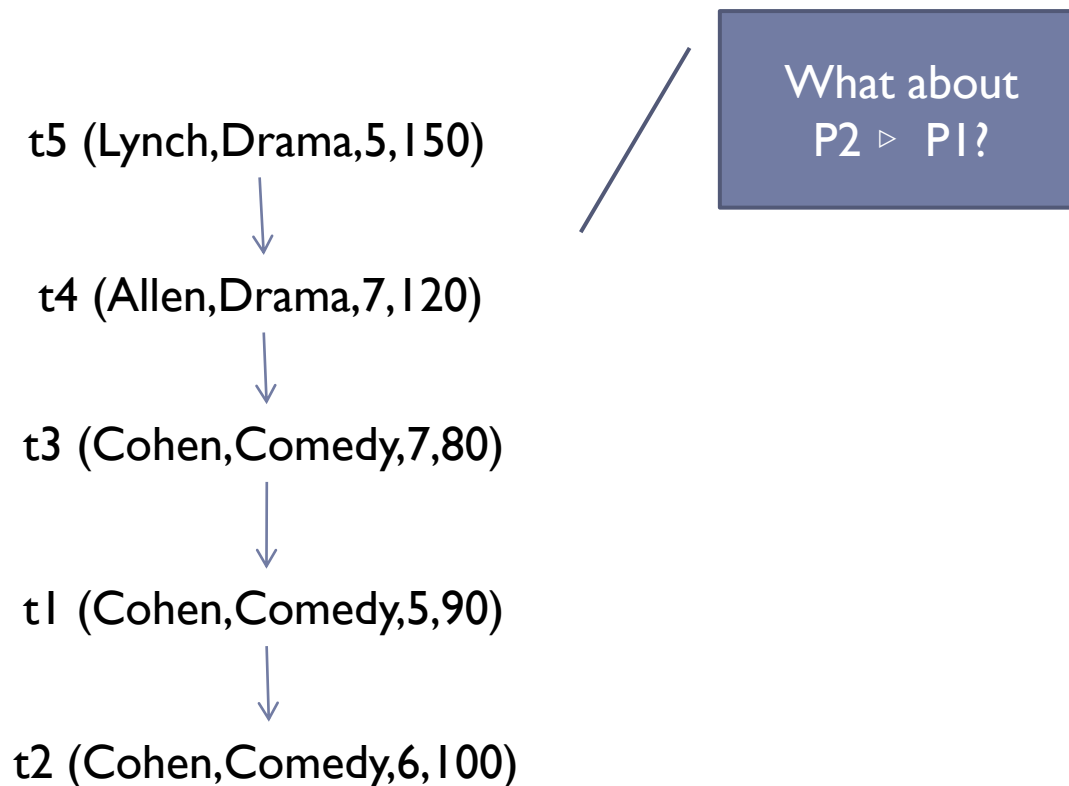 What about
P2 ▹ P1?
t5 (Lynch,Drama,5,150)
t4 (Allen,Drama,7,120)
t3 (Cohen,Comedy,7,80)
t1 (Cohen,Comedy,5,90)
t2 (Cohen,Comedy,6,100)